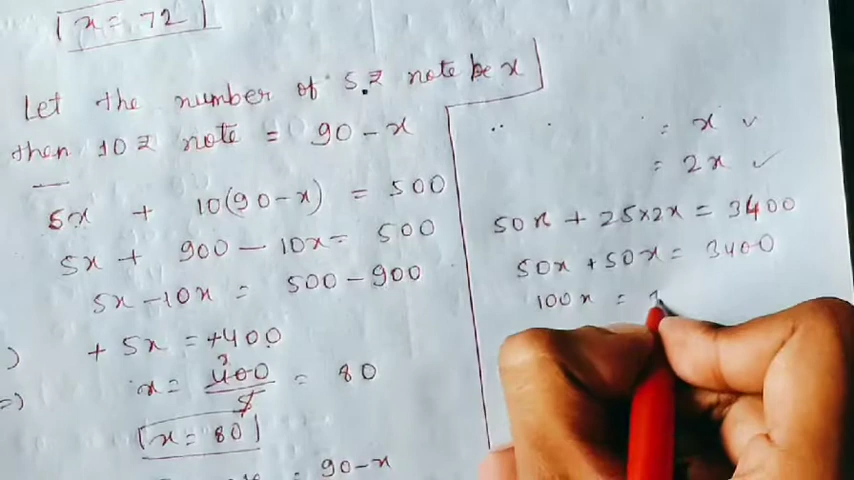 x = 72
Let the number of 5 ₹ note be x
then 10 ₹ note = 90 - x
5x + 10(90 - x) = 500
5x + 900 - 10x = 500
5x - 10x = 500 - 900
) + 5x = +400
=) x = 400/5 = 80
x = 80
= 90 - x
= x ✓
= 2x ✓
50x + 25×2x = 3400
50x + 50x = 3400
100x =